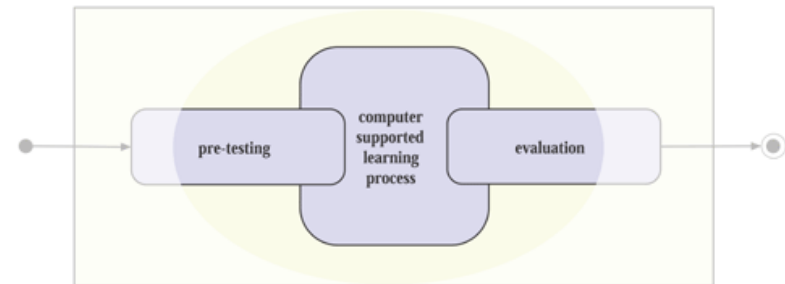 pre-testing
computer
supported
learning
process
evaluation